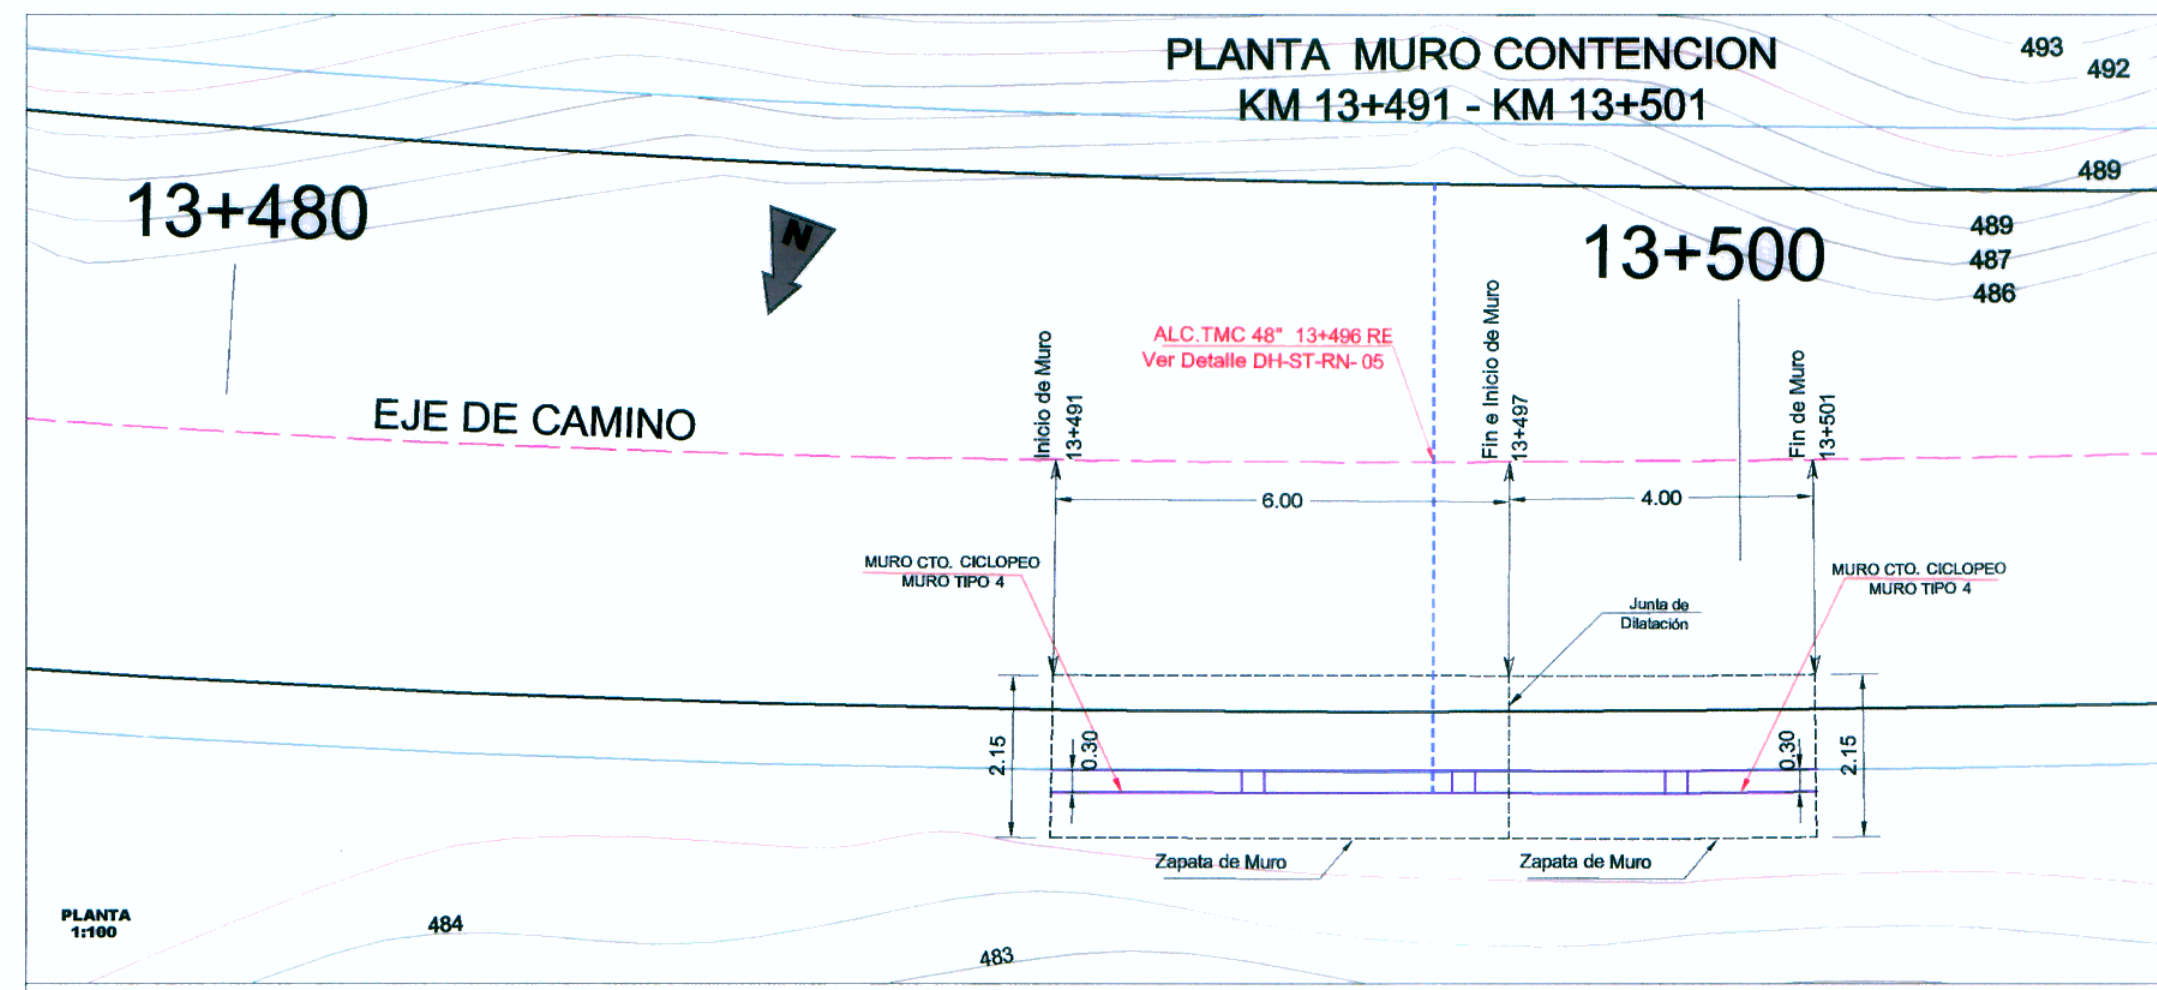 PLANTA MURO CONTENCION
KM 13+491 - KM 13+501
493
492
489
489
487
486
13+480
N
13+500
ALC.TMC 48" 13+496 RE
Ver Detalle DH-ST-RN- 05
Inicio de Muro
13+491
Fin e Inicio de Muro
13+497
Fin de Muro
13+501
EJE DE CAMINO
6.00
4.00
MURO CTO. CICLOPEO
MURO TIPO 4
MURO CTO. CICLOPEO
MURO TIPO 4
Junta de
Dilatación
2.15
0.30
0.30
2.15
Zapata de Muro
Zapata de Muro
PLANTA
1:100
484
483